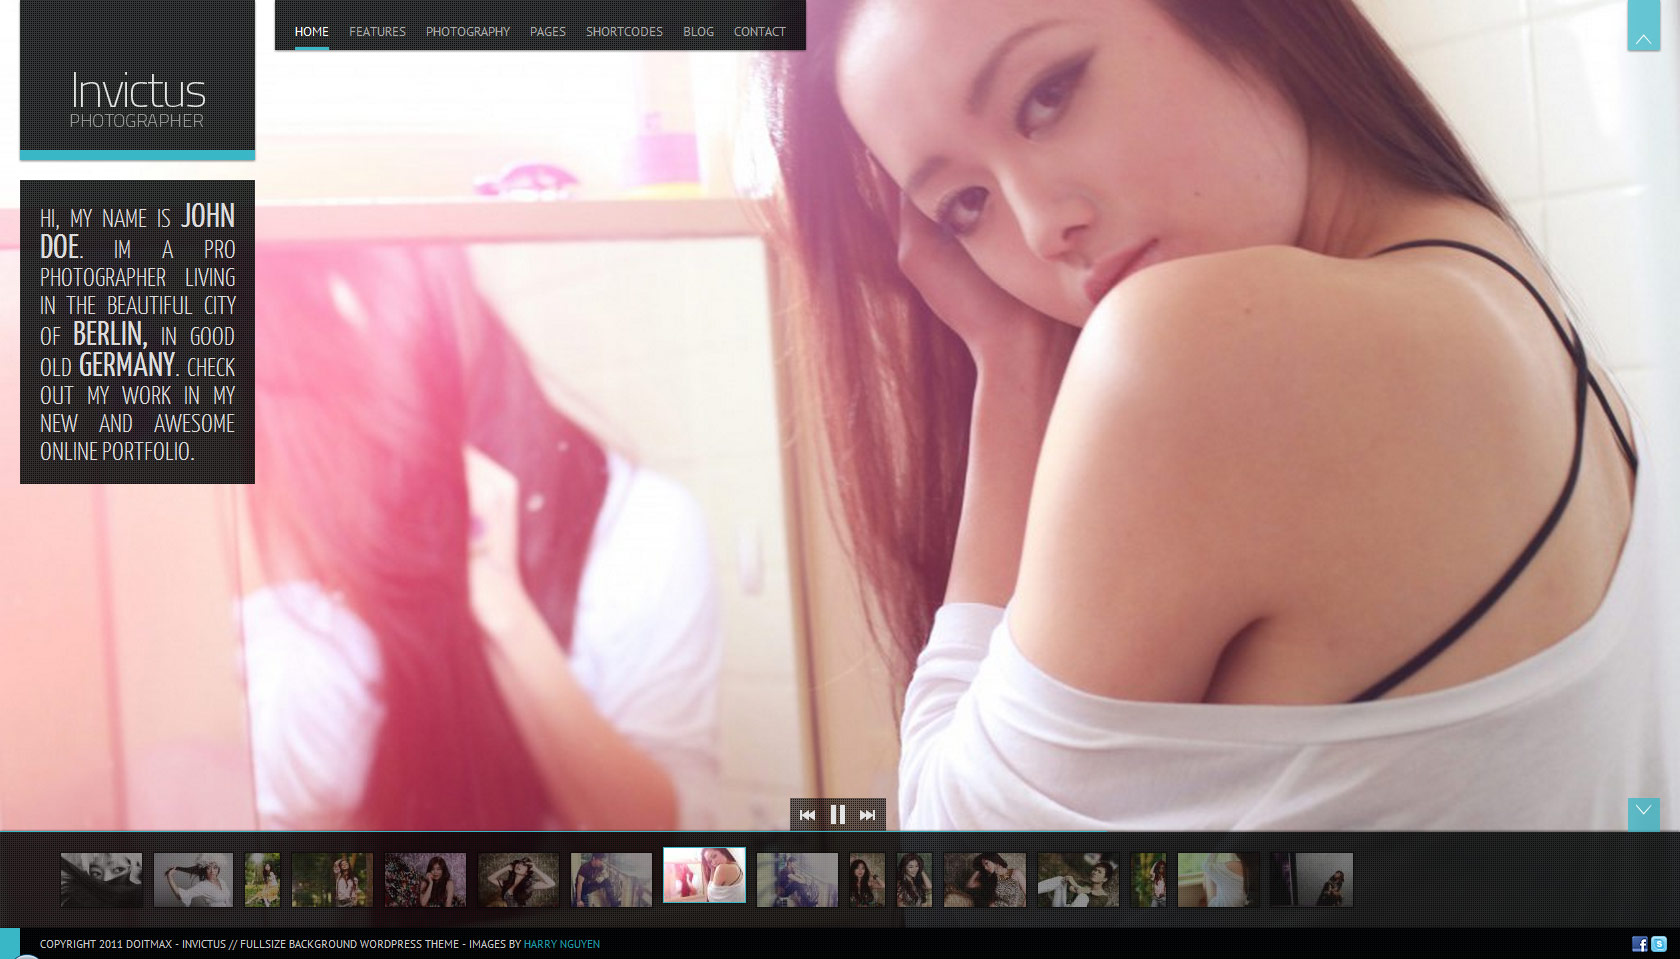 Invictus
PHOTOGRAPHER
HOME FEATURES PHOTOGRAPHY PAGES SHORTCODES BLOG CONTACT
HI, MY NAME IS JOHN
DOE. IM A PRO
PHOTOGRAPHER LIVING
IN THE BEAUTIFUL CITY
OF BERLIN, IN GOOD
OLD GERMANY. CHECK
OUT MY WORK IN MY
NEW AND AWESOME
ONLINE PORTFOLIO.
COPYRIGHT 2011 DOITMAX - INVICTUS // FULLSIZE BACKGROUND WORDPRESS THEME - IMAGES BY HARRY NGUYEN